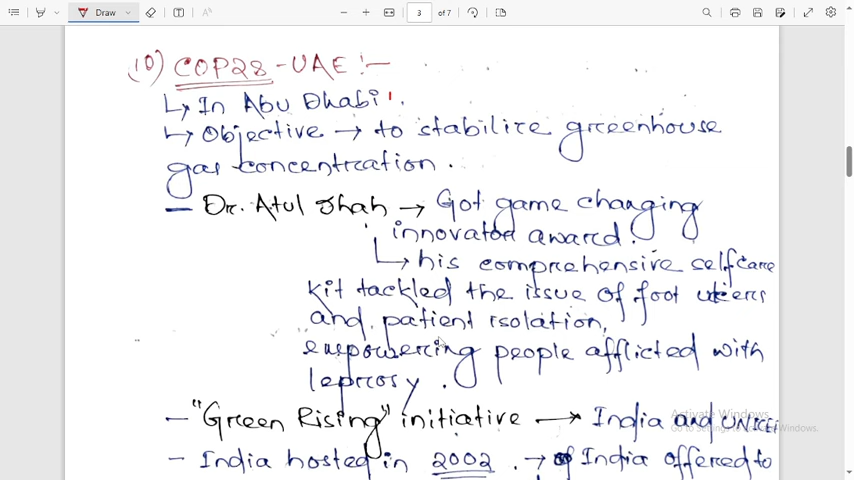 Draw
3 of 7
10) COP28 - UAE :-
↳ In Abu Dhabi.
↳ Objective → to stabilize greenhouse
gas concentration.
- Dr. Atul Shah → Got game changing
innovator award.
↳ his comprehensive selfcare
kit tackled the issue of foot ulcers
and patient isolation,
empowering people afflicted with
leprosy.
- "Green Rising" initiative → India and UNICEF
Activate Windows
Go to Settings to activate Windows.
- India hosted in 2002. → India offered to